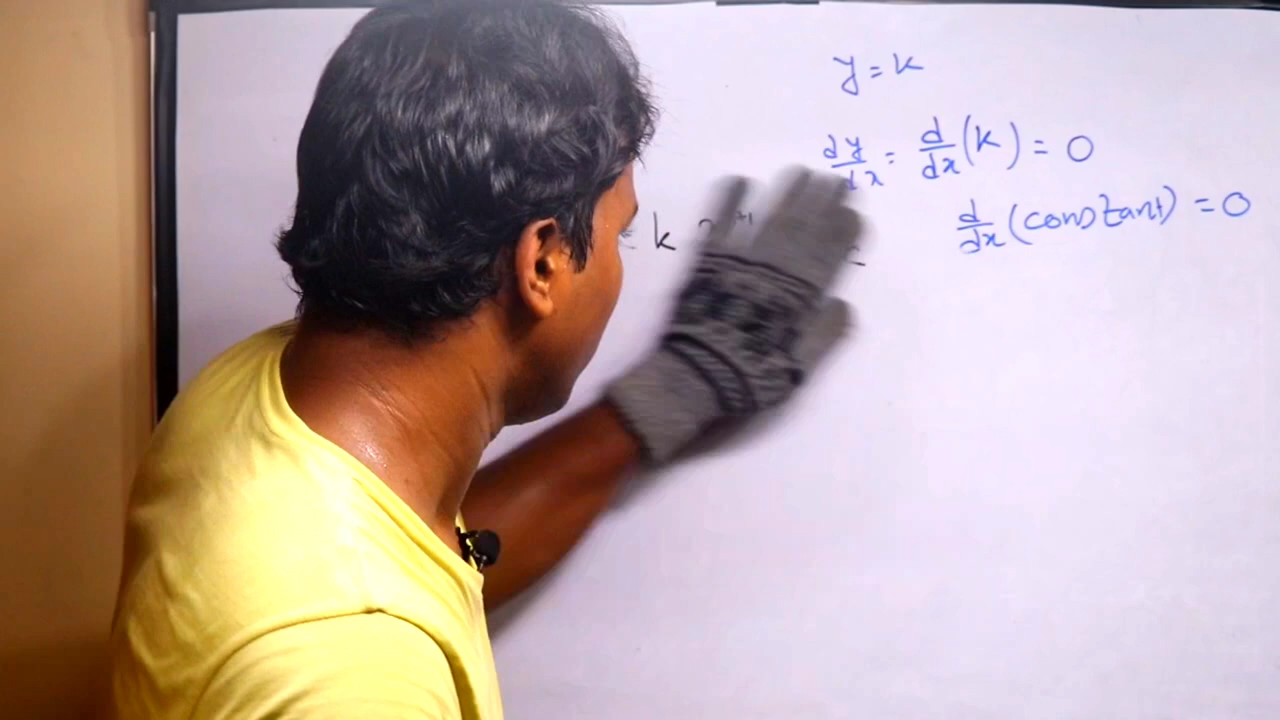 y = k
dy/dx = d/dx (k) = 0
d/dx (constant) = 0
= k